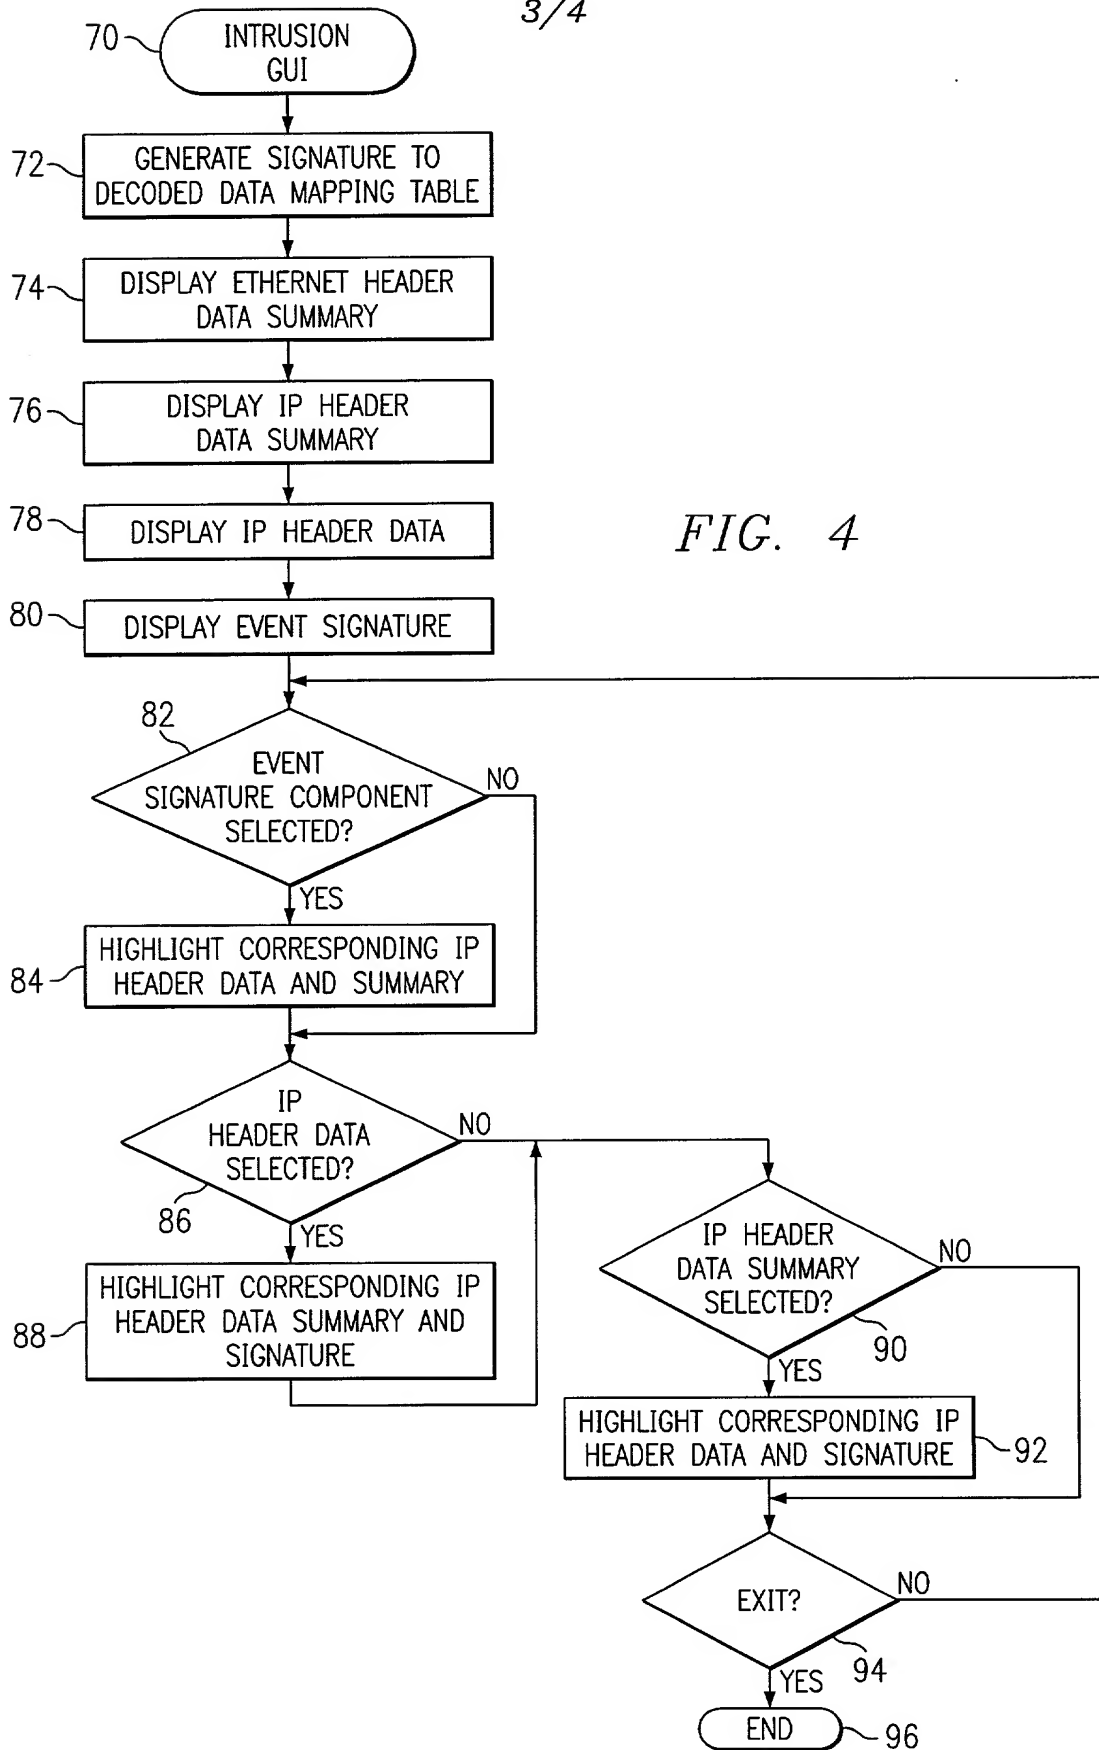 3/4
70
INTRUSION
GUI
72
GENERATE SIGNATURE TO
DECODED DATA MAPPING TABLE
74
DISPLAY ETHERNET HEADER
DATA SUMMARY
76
DISPLAY IP HEADER
DATA SUMMARY
78
DISPLAY IP HEADER DATA
FIG. 4
80
DISPLAY EVENT SIGNATURE
82
EVENT
SIGNATURE COMPONENT
SELECTED?
NO
YES
84
HIGHLIGHT CORRESPONDING IP
HEADER DATA AND SUMMARY
IP
HEADER DATA
SELECTED?
NO
86
YES
88
HIGHLIGHT CORRESPONDING IP
HEADER DATA SUMMARY AND
SIGNATURE
IP HEADER
DATA SUMMARY
SELECTED?
NO
90
YES
HIGHLIGHT CORRESPONDING IP
HEADER DATA AND SIGNATURE
92
EXIT?
NO
94
YES
END
96